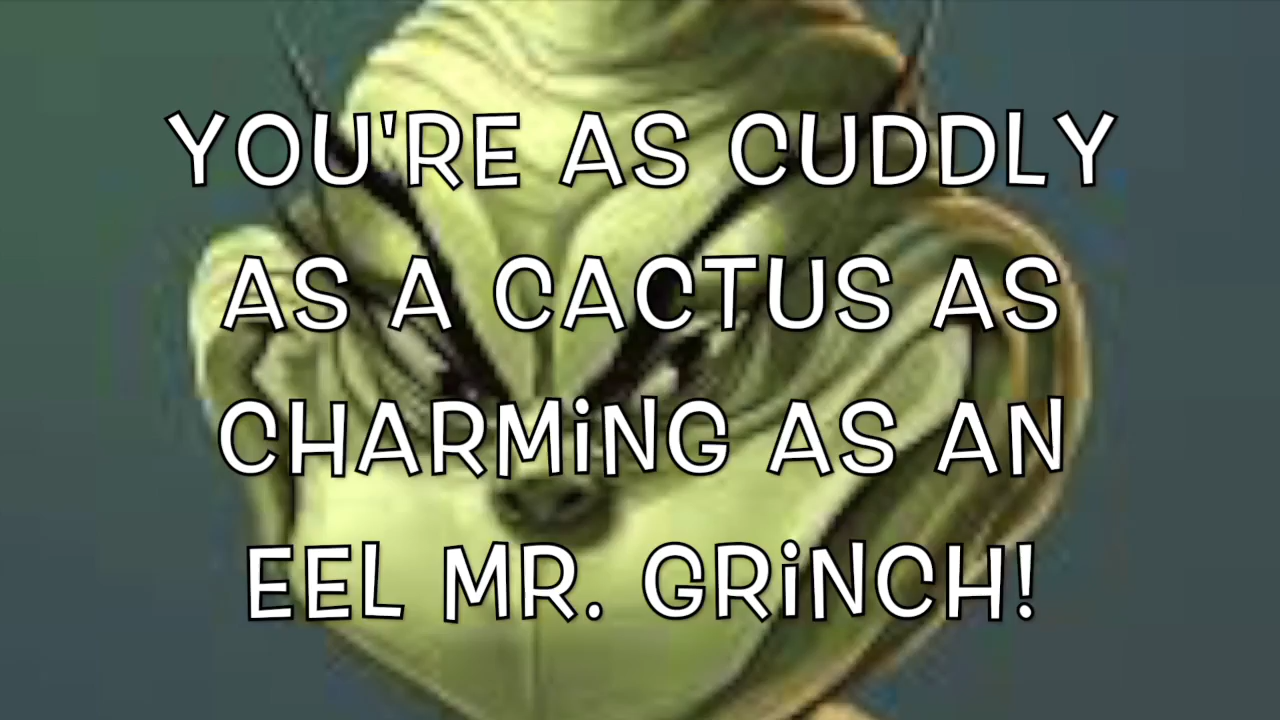 YOU'RE AS CUDDLY
AS A CACTUS AS
CHARMiNG AS AN
EEL MR. GRiNCH!